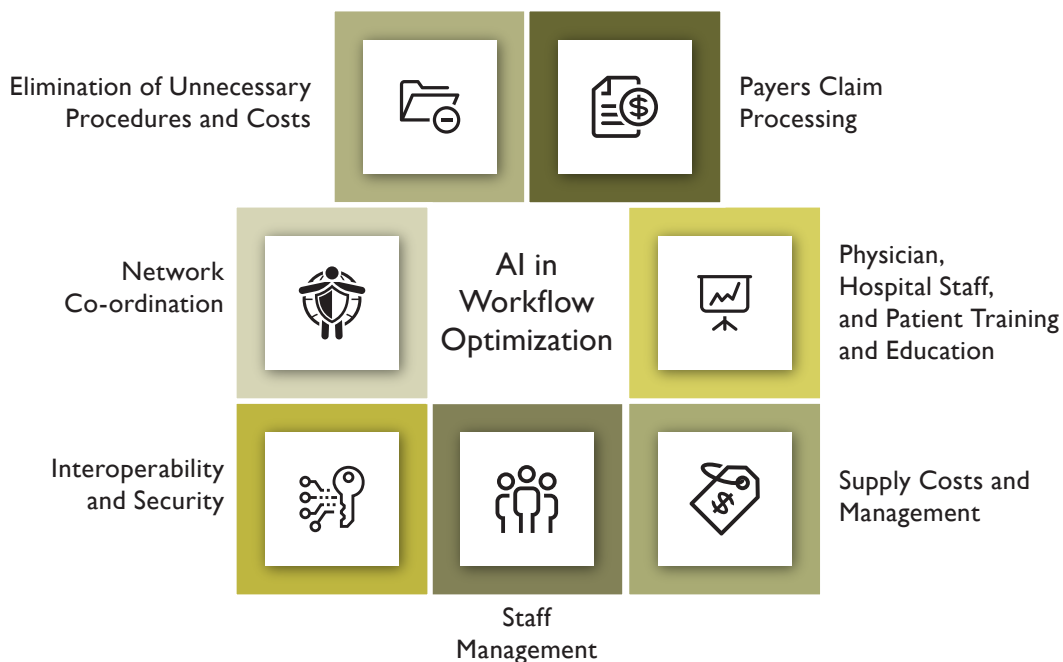 Elimination of Unnecessary
Procedures and Costs
$
Payers Claim
Processing
Network
Co-ordination
AI in
Workflow
Optimization
Physician,
Hospital Staff,
and Patient Training
and Education
Interoperability
and Security
$
Supply Costs and
Management
Staff
Management